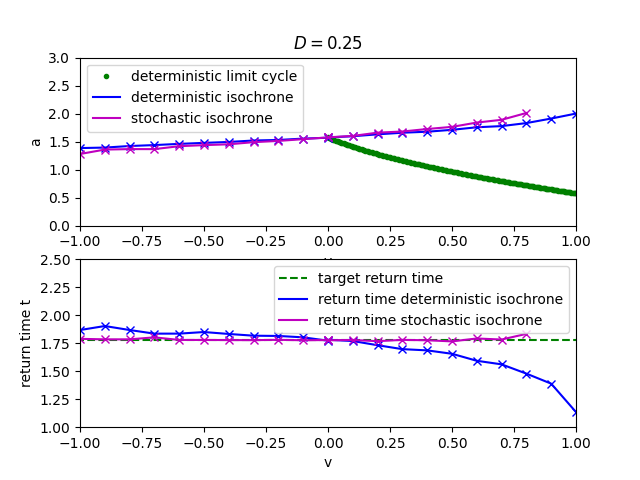 D = 0.25
3.0
2.5
2.0
1.5
1.0
0.5
0.0
a
deterministic limit cycle
deterministic isochrone
stochastic isochrone
−1.00 −0.75 −0.50 −0.25 0.00 0.25 0.50 0.75 1.00
2.50
2.25
2.00
1.75
1.50
1.25
1.00
return time t
target return time
return time deterministic isochrone
return time stochastic isochrone
−1.00 −0.75 −0.50 −0.25 0.00 0.25 0.50 0.75 1.00
v